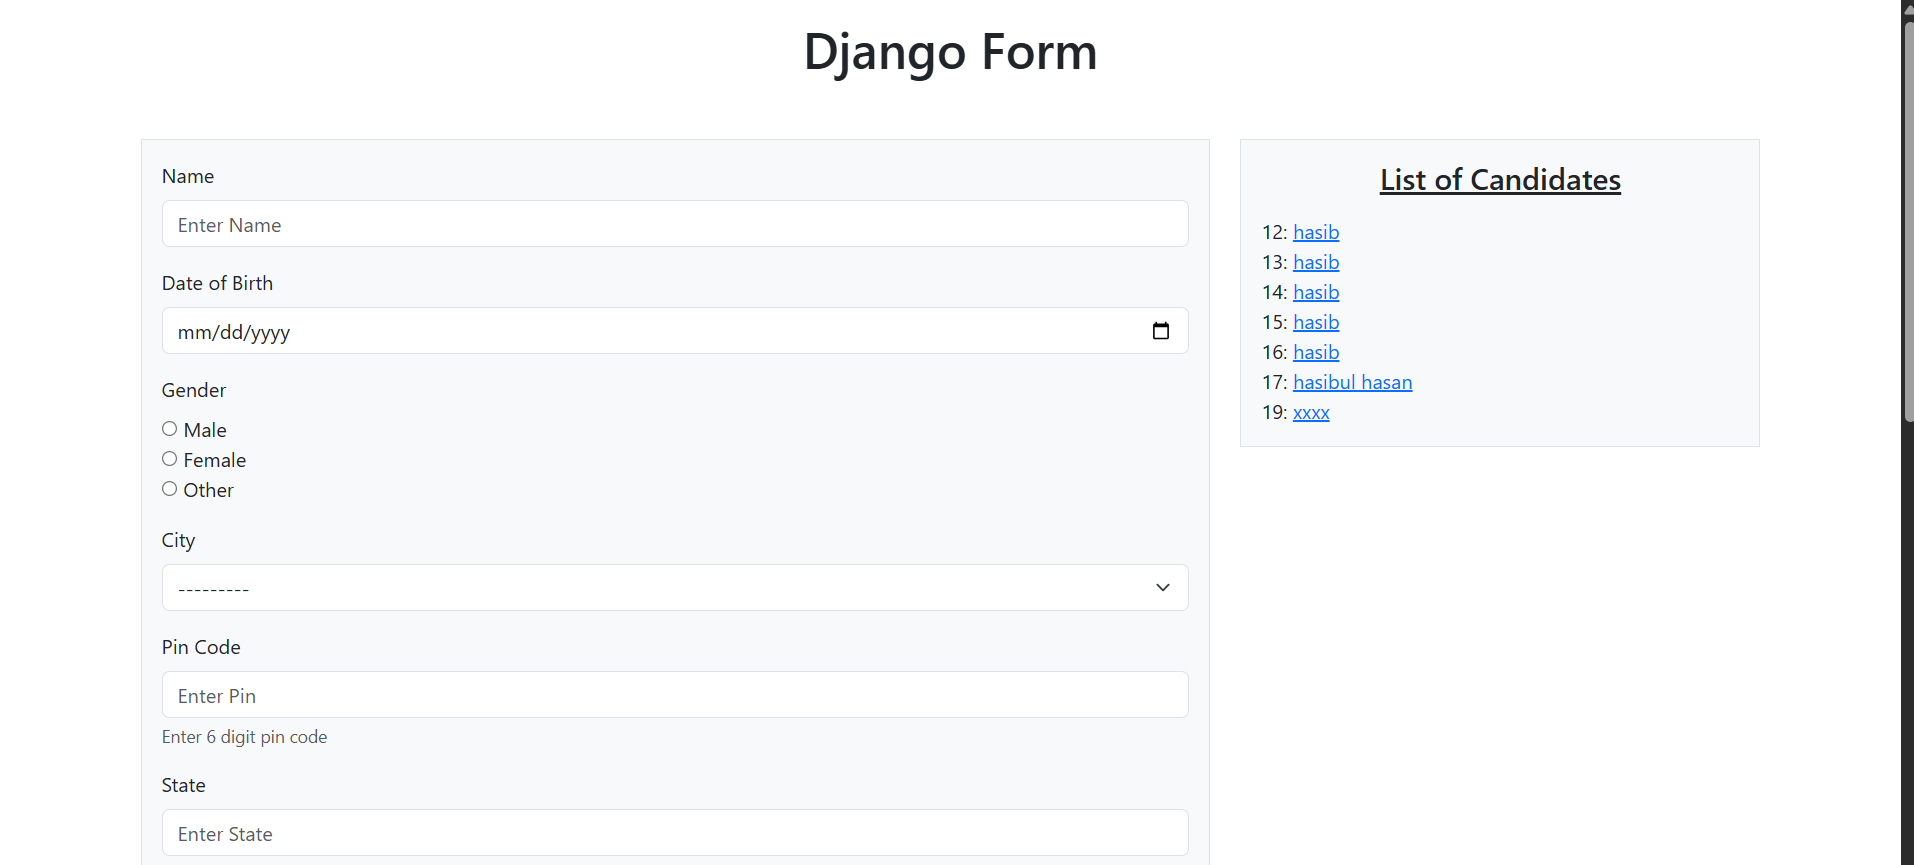 Django Form
Name
Enter Name
Date of Birth
mm/dd/yyyy
Gender
Male
Female
Other
City
---------
Pin Code
Enter Pin
Enter 6 digit pin code
State
Enter State
List of Candidates
12: hasib
13: hasib
14: hasib
15: hasib
16: hasib
17: hasibul hasan
19: xxxx